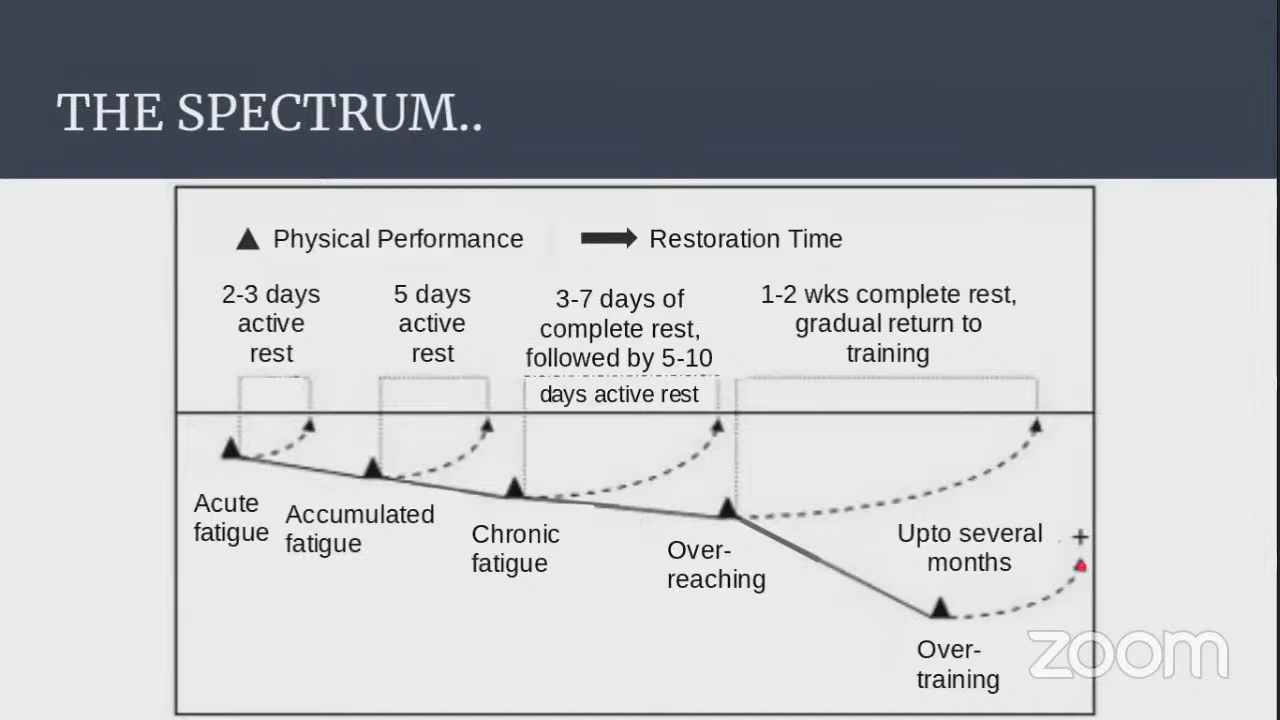 THE SPECTRUM..
Physical Performance
Restoration Time
2-3 days
active
rest
5 days
active
rest
3-7 days of
complete rest,
followed by 5-10
days active rest
1-2 wks complete rest,
gradual return to
training
Acute
fatigue
Accumulated
fatigue
Chronic
fatigue
Over-
reaching
Upto several
months
+
Over-
training
zoom